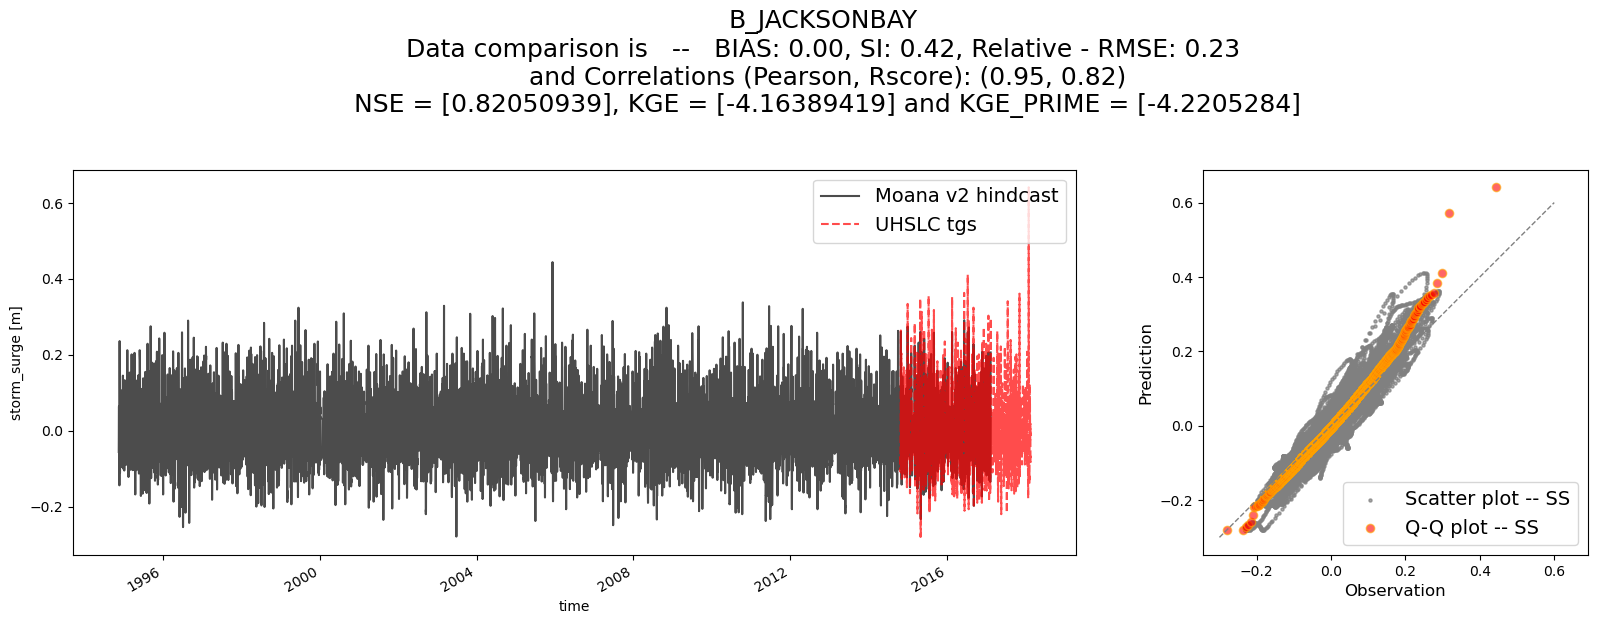 B_JACKSONBAY
Data comparison is   --   BIAS: 0.00, SI: 0.42, Relative - RMSE: 0.23
and Correlations (Pearson, Rscore): (0.95, 0.82)
NSE = [0.82050939], KGE = [-4.16389419] and KGE_PRIME = [-4.2205284]
storm_surge [m]
0.6
0.4
0.2
0.0
−0.2
Moana v2 hindcast
UHSLC tgs
1996
2000
2004
2008
2012
2016
time
Prediction
0.6
0.4
0.2
0.0
−0.2
Scatter plot -- SS
Q-Q plot -- SS
−0.2
0.0
0.2
0.4
0.6
Observation